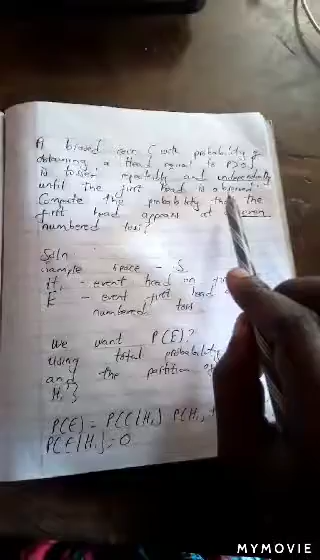 A biased coin C with probability of
obtaining a Head equal to P>0
is tossed repeatedly and independently
until the first head is observed.
Compute the probability that the
first head appears at even
numbered toss?
Soln
sample space - S
H1 - event head on
E - event first head
numbered toss
We want P(E)?
Using total probability
and the partition of
H1 }
P(E) = P(E|H1) P(H1) +
P(E|H1) = 0
MYMOVIE